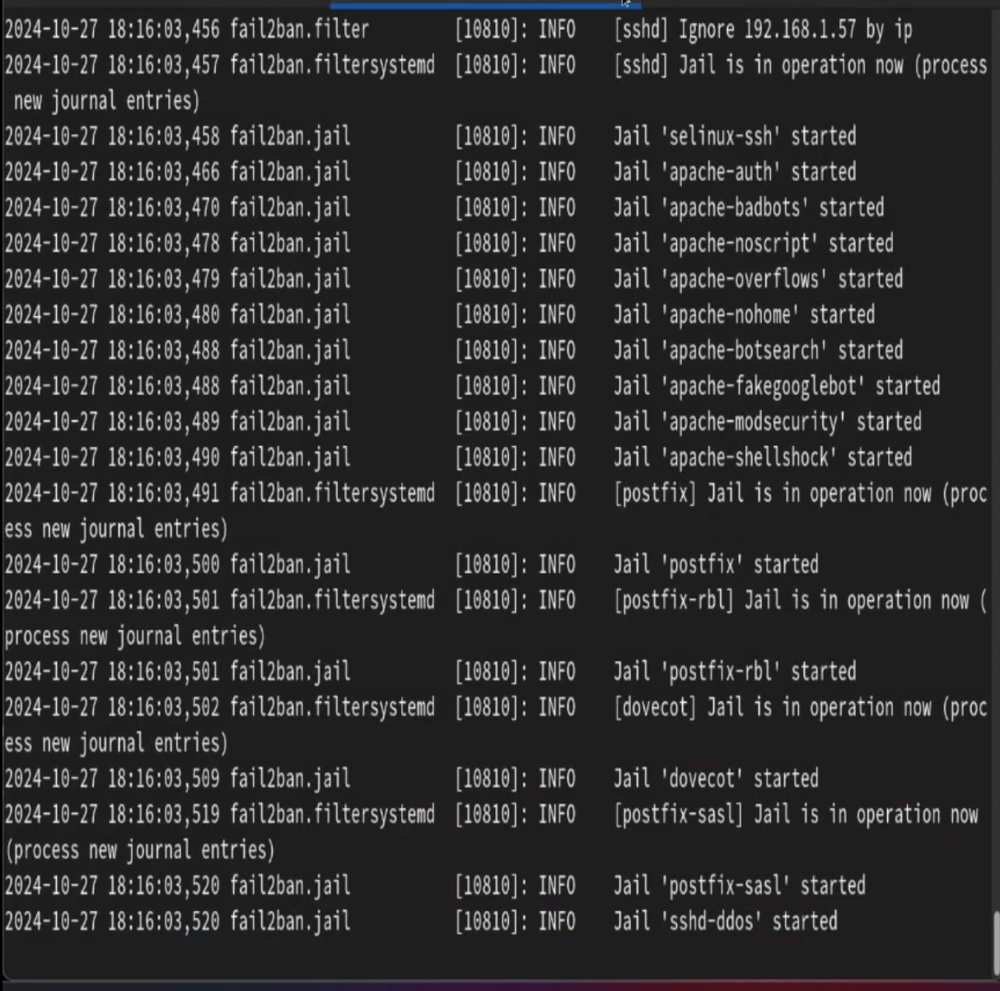 2024-10-27 18:16:03,456 fail2ban.filter         [10810]: INFO    [sshd] Ignore 192.168.1.57 by ip
2024-10-27 18:16:03,457 fail2ban.filtersystemd  [10810]: INFO    [sshd] Jail is in operation now (process
 new journal entries)
2024-10-27 18:16:03,458 fail2ban.jail           [10810]: INFO    Jail 'selinux-ssh' started
2024-10-27 18:16:03,466 fail2ban.jail           [10810]: INFO    Jail 'apache-auth' started
2024-10-27 18:16:03,470 fail2ban.jail           [10810]: INFO    Jail 'apache-badbots' started
2024-10-27 18:16:03,478 fail2ban.jail           [10810]: INFO    Jail 'apache-noscript' started
2024-10-27 18:16:03,479 fail2ban.jail           [10810]: INFO    Jail 'apache-overflows' started
2024-10-27 18:16:03,480 fail2ban.jail           [10810]: INFO    Jail 'apache-nohome' started
2024-10-27 18:16:03,488 fail2ban.jail           [10810]: INFO    Jail 'apache-botsearch' started
2024-10-27 18:16:03,488 fail2ban.jail           [10810]: INFO    Jail 'apache-fakegooglebot' started
2024-10-27 18:16:03,489 fail2ban.jail           [10810]: INFO    Jail 'apache-modsecurity' started
2024-10-27 18:16:03,490 fail2ban.jail           [10810]: INFO    Jail 'apache-shellshock' started
2024-10-27 18:16:03,491 fail2ban.filtersystemd  [10810]: INFO    [postfix] Jail is in operation now (proc
ess new journal entries)
2024-10-27 18:16:03,500 fail2ban.jail           [10810]: INFO    Jail 'postfix' started
2024-10-27 18:16:03,501 fail2ban.filtersystemd  [10810]: INFO    [postfix-rbl] Jail is in operation now (
process new journal entries)
2024-10-27 18:16:03,501 fail2ban.jail           [10810]: INFO    Jail 'postfix-rbl' started
2024-10-27 18:16:03,502 fail2ban.filtersystemd  [10810]: INFO    [dovecot] Jail is in operation now (proc
ess new journal entries)
2024-10-27 18:16:03,509 fail2ban.jail           [10810]: INFO    Jail 'dovecot' started
2024-10-27 18:16:03,519 fail2ban.filtersystemd  [10810]: INFO    [postfix-sasl] Jail is in operation now
(process new journal entries)
2024-10-27 18:16:03,520 fail2ban.jail           [10810]: INFO    Jail 'postfix-sasl' started
2024-10-27 18:16:03,520 fail2ban.jail           [10810]: INFO    Jail 'sshd-ddos' started